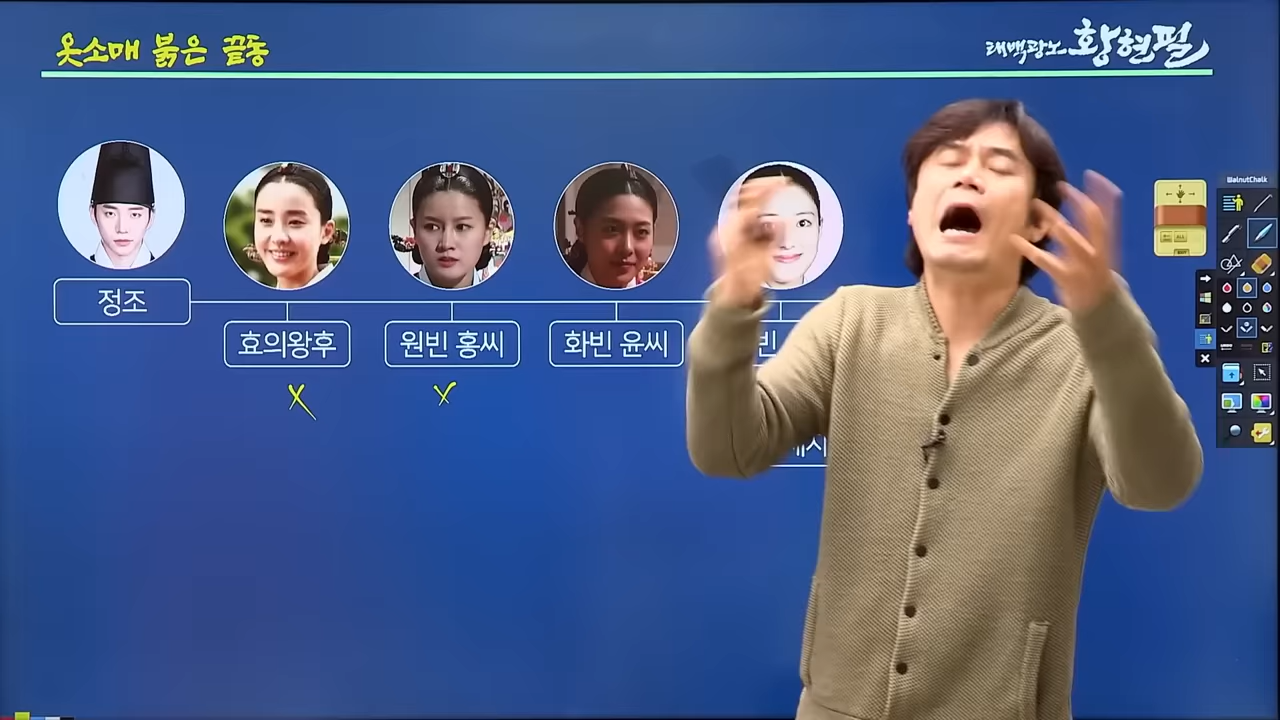 옷소매 붉은 끝동
태백광노 황현필
WalnutChalk
정조
효의왕후
원빈 홍씨
화빈 윤씨
빈